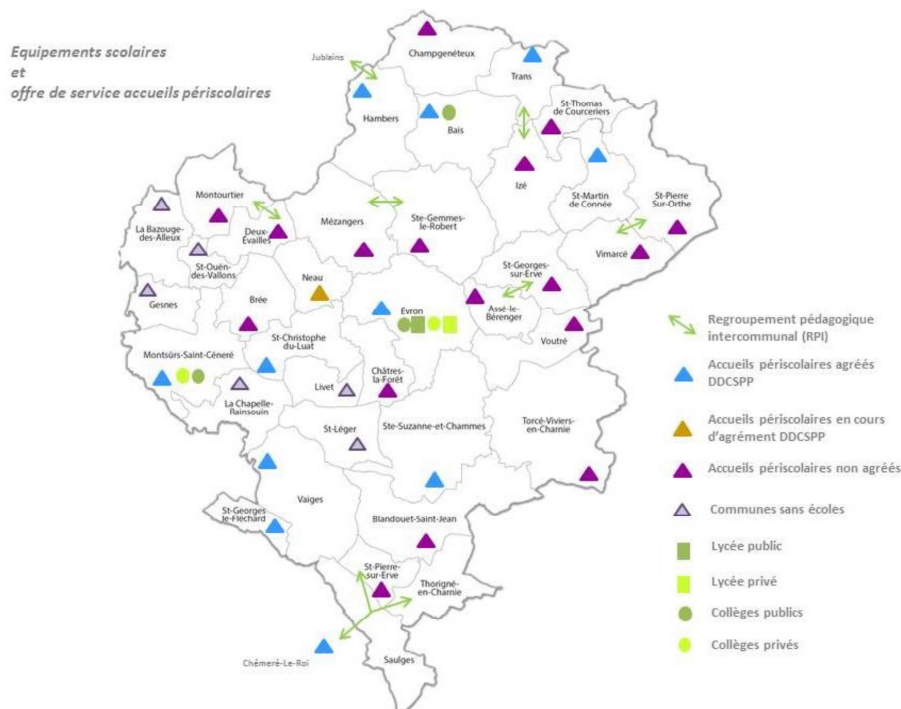 Equipements scolaires
et
offre de service accueils périscolaires
Champgenéteux
Jublains
Trans
Hambers
Bais
St-Thomas
de Courceriers
Izé
St-Martin
de Connée
St-Pierre
Sur-Orthe
Montourtier
La Bazouge-
des-Alleux
Deux-
Evailles
Mézangers
Ste-Gemmes-
le-Robert
Vimarcé
St-Ouën-
des-Vallons
St-Georges-
sur-Erve
Neau
Gesnes
Brée
Évron
Assé-le-
Bérenger
Voutré
St-Christophe
du-Luat
Montsûrs-Saint-Céneré
Châtres-
la-Forêt
Livet
La Chapelle-
Rainsouin
St-Léger
Ste-Suzanne-et-Chammes
Torcé-Viviers-
en-Charnie
Vaiges
St-Georges
le-Fléchard
Blandouet-Saint-Jean
St-Pierre-
sur-Erve
Thorigné-
en-Charnie
Chémeré-Le-Roi
Saulges
Regroupement pédagogique
intercommunal (RPI)
Accueils périscolaires agréés
DDCSPP
Accueils périscolaires en cours
d'agrément DDCSPP
Accueils périscolaires non agréés
Communes sans écoles
Lycée public
Lycée privé
Collèges publics
Collèges privés